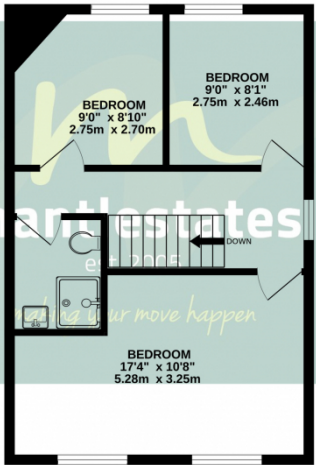 BEDROOM
9'0" x 8'10"
2.75m x 2.70m
BEDROOM
9'0" x 8'1"
2.75m x 2.46m
mantlestates
DOWN
est. 2005
making your move happen
BEDROOM
17'4" x 10'8"
5.28m x 3.25m